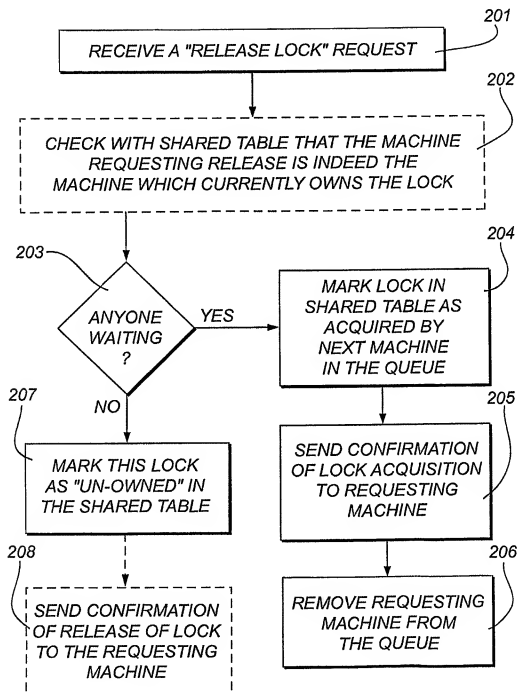 201
RECEIVE A "RELEASE LOCK" REQUEST
202
CHECK WITH SHARED TABLE THAT THE MACHINE
REQUESTING RELEASE IS INDEED THE
MACHINE WHICH CURRENTLY OWNS THE LOCK
203
ANYONE
WAITING
?
YES
NO
204
MARK LOCK IN
SHARED TABLE AS
ACQUIRED BY
NEXT MACHINE
IN THE QUEUE
205
SEND CONFIRMATION
OF LOCK ACQUISITION
TO REQUESTING
MACHINE
206
REMOVE REQUESTING
MACHINE FROM
THE QUEUE
207
MARK THIS LOCK
AS "UN-OWNED" IN
THE SHARED TABLE
208
SEND CONFIRMATION
OF RELEASE OF LOCK
TO THE REQUESTING
MACHINE